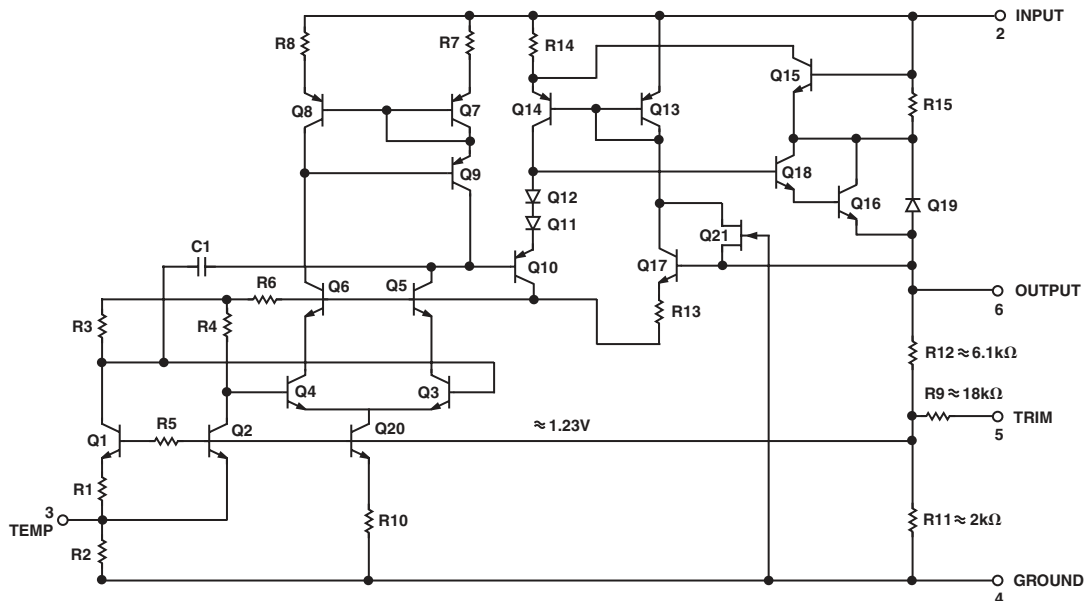 INPUT
2
R8
R7
R14
Q15
R15
Q8
Q7
Q14
Q13
Q9
Q18
Q12
Q16
Q19
Q11
Q21
C1
Q10
Q17
R6
Q6
Q5
OUTPUT
6
R3
R4
R13
R12 ≈ 6.1kΩ
Q4
Q3
R9 ≈ 18kΩ
TRIM
5
Q1
R5
Q2
Q20
≈ 1.23V
R1
3
TEMP
R10
R11 ≈ 2kΩ
R2
GROUND
4